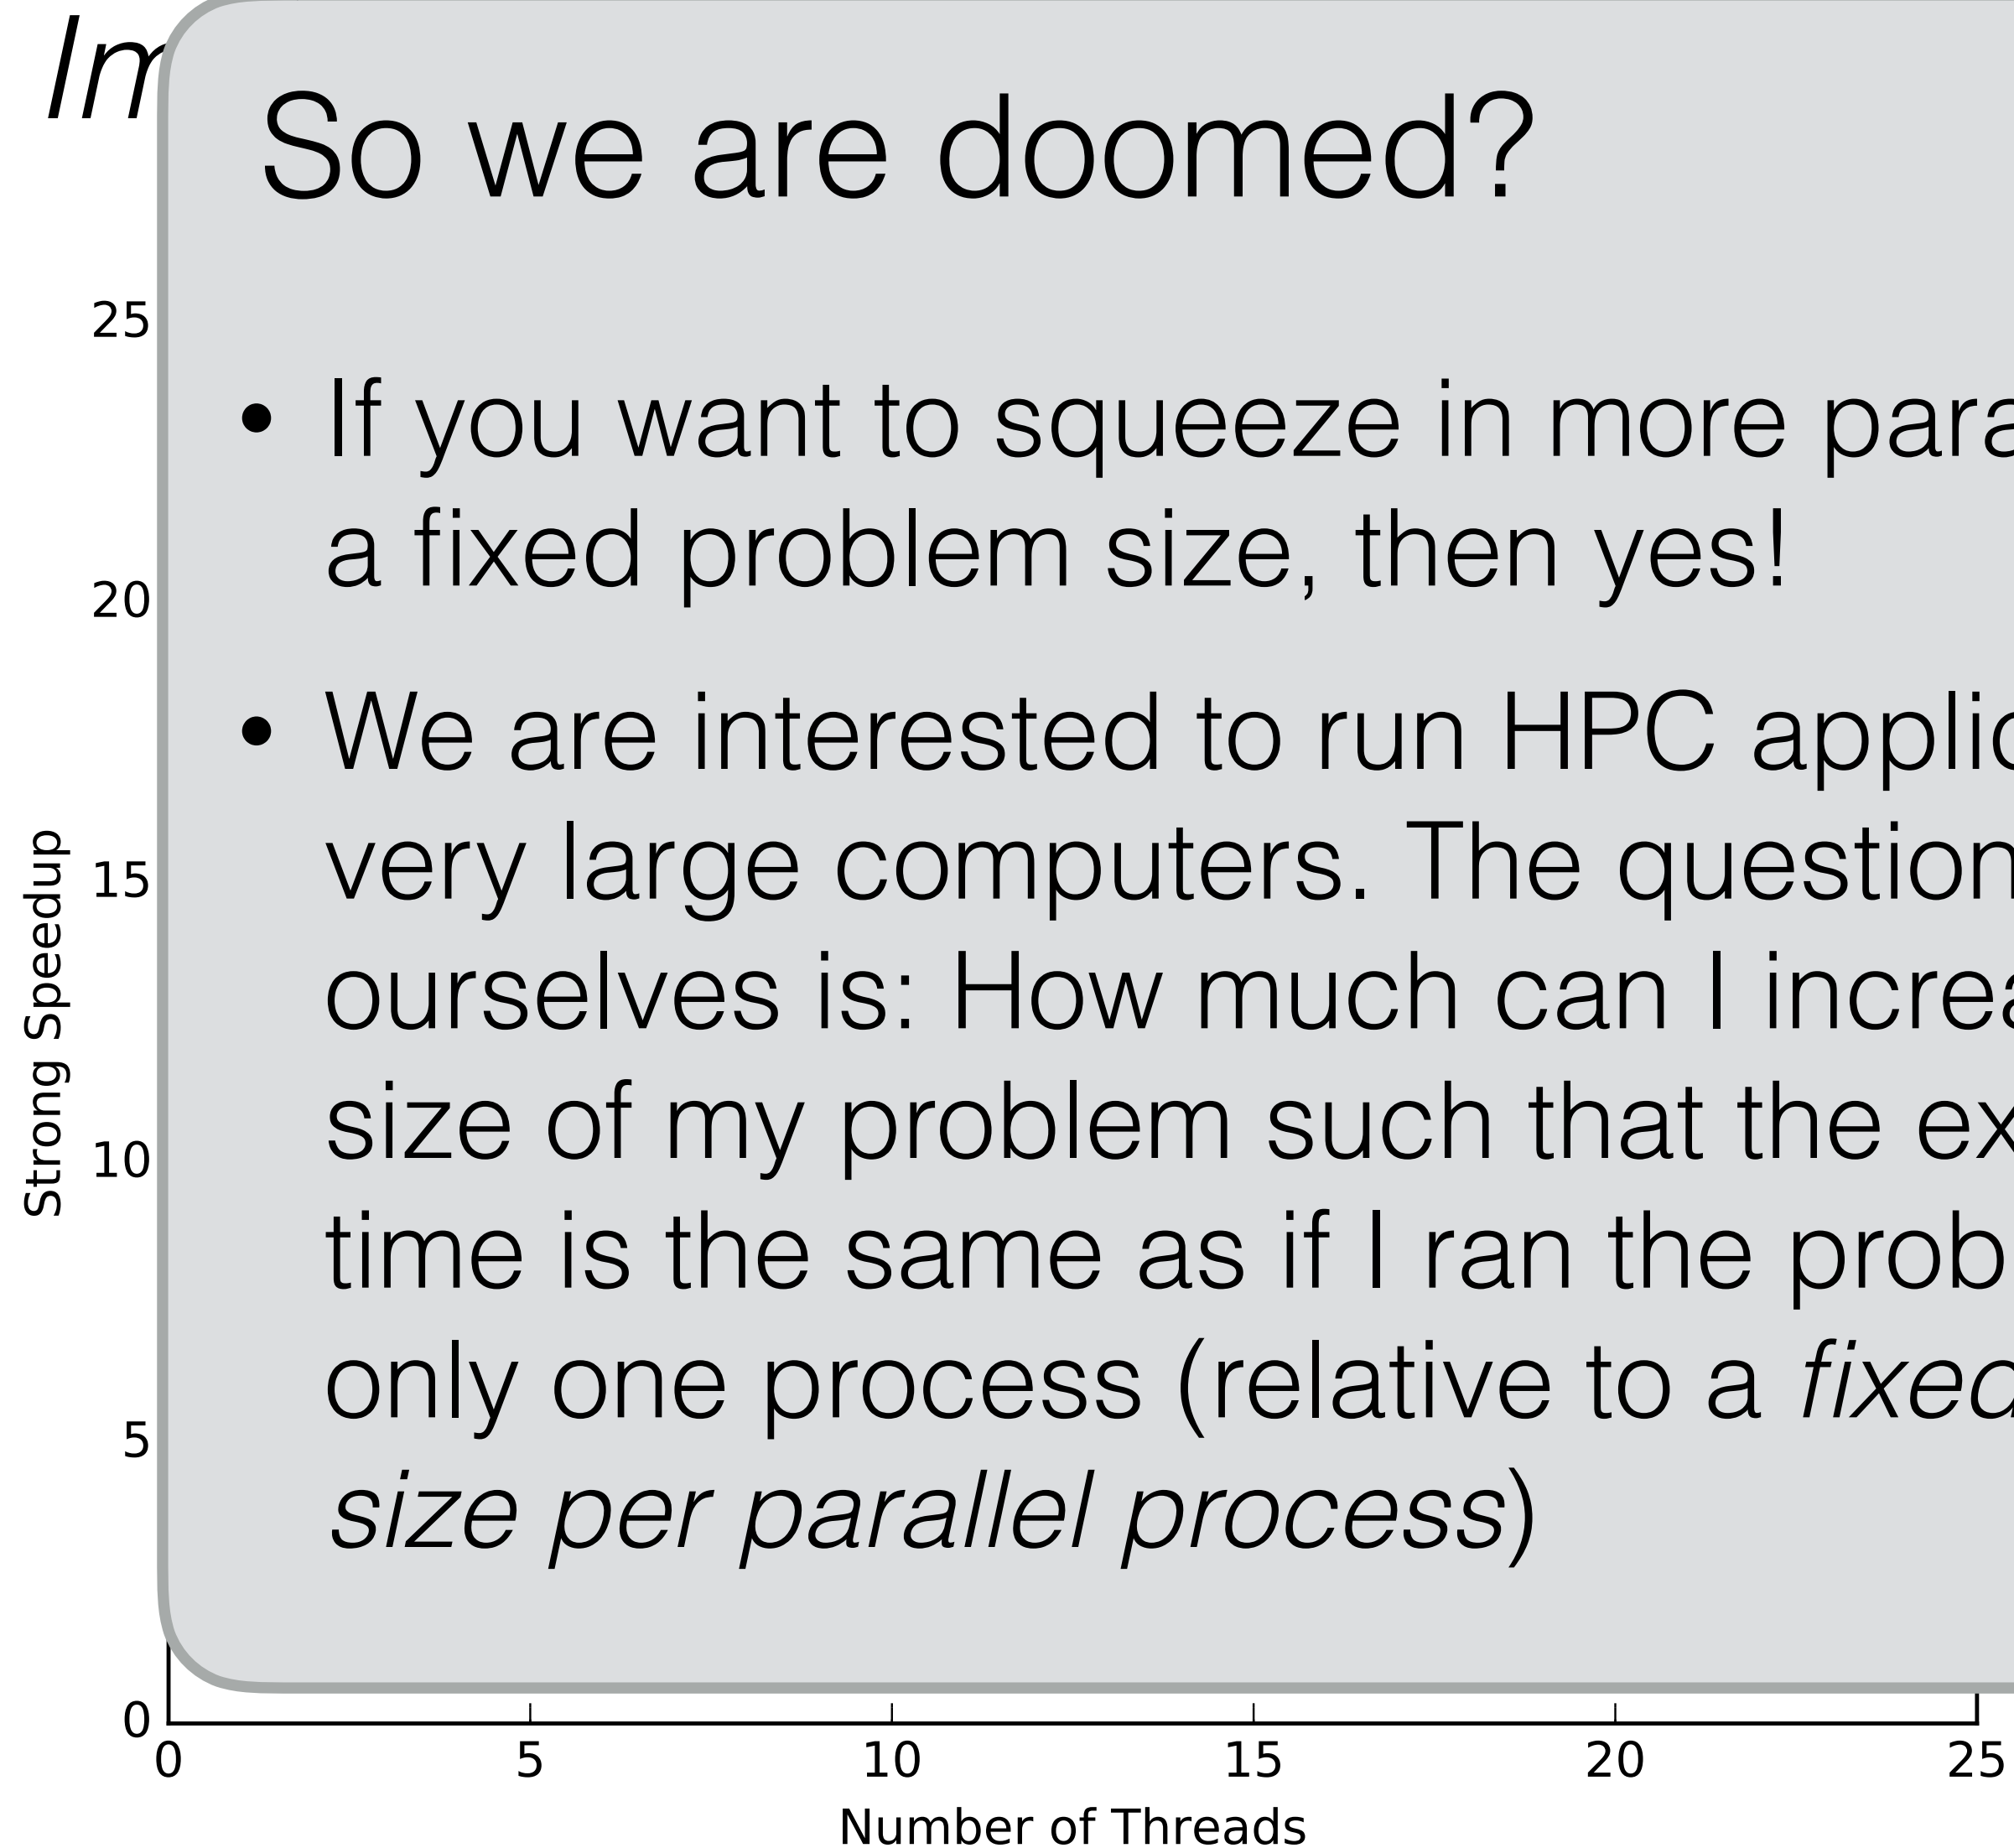 Im
So we are doomed?
25
• If you want to squeeze in more para
a fixed problem size, then yes!
20
• We are interested to run HPC applic
very large computers. The question
15
ourselves is: How much can I increa
size of my problem such that the ex
10
time is the same as if I ran the prob
only one process (relative to a fixed
5
size per parallel process)
Strong Speedup
0
0 5 10 15 20 25
Number of Threads